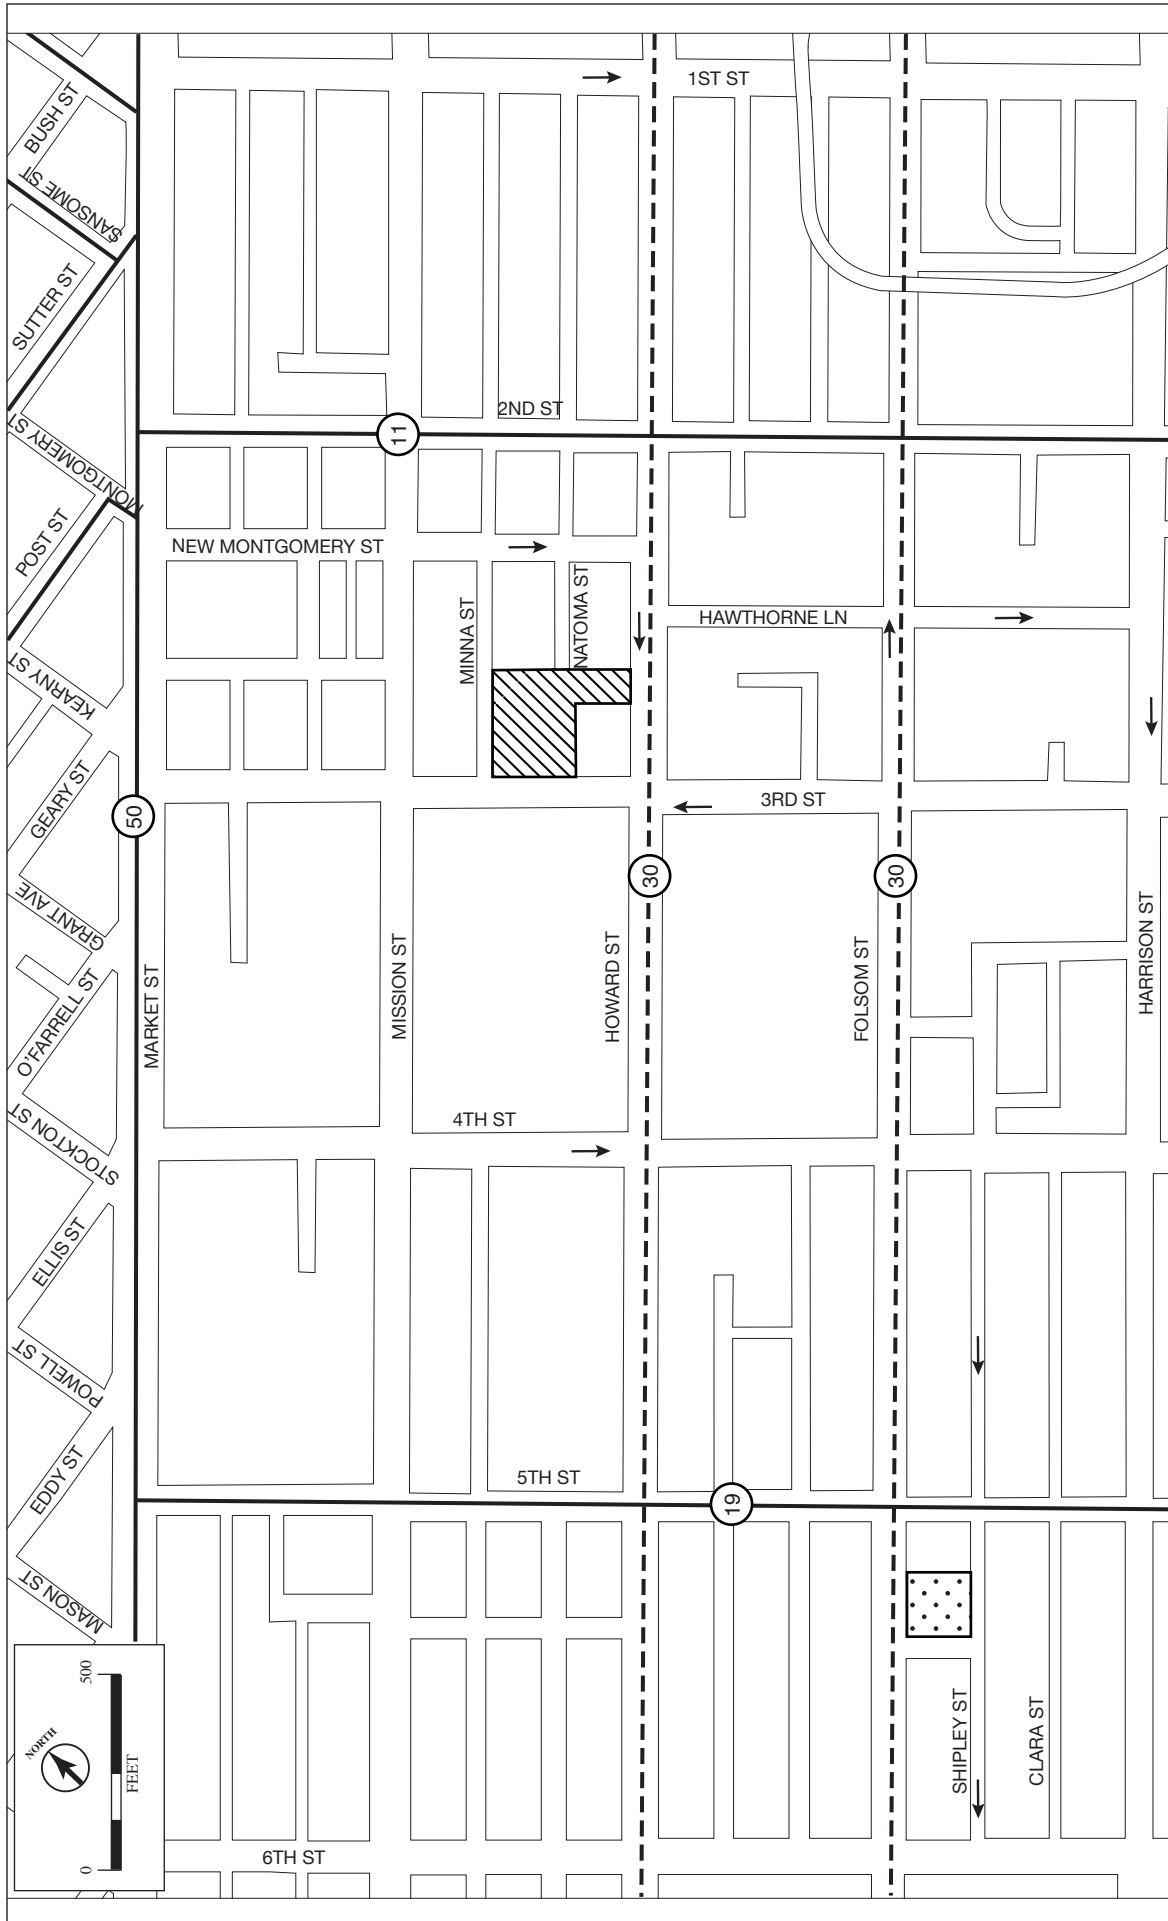 1ST ST
BUSH ST
SANSOME ST
SUTTER ST
2ND ST
11
MONTGOMERY ST
POST ST
NEW MONTGOMERY ST
MINNA ST
NATOMA ST
HAWTHORNE LN
KEARNY ST
GEARY ST
50
3RD ST
30
30
GRANT AVE
O'FARRELL ST
MARKET ST
MISSION ST
HOWARD ST
FOLSOM ST
HARRISON ST
STOCKTON ST
4TH ST
ELLIS ST
POWELL ST
EDDY ST
5TH ST
19
MASON ST
SHIPLEY ST
CLARA ST
NORTH
0
500
FEET
6TH ST